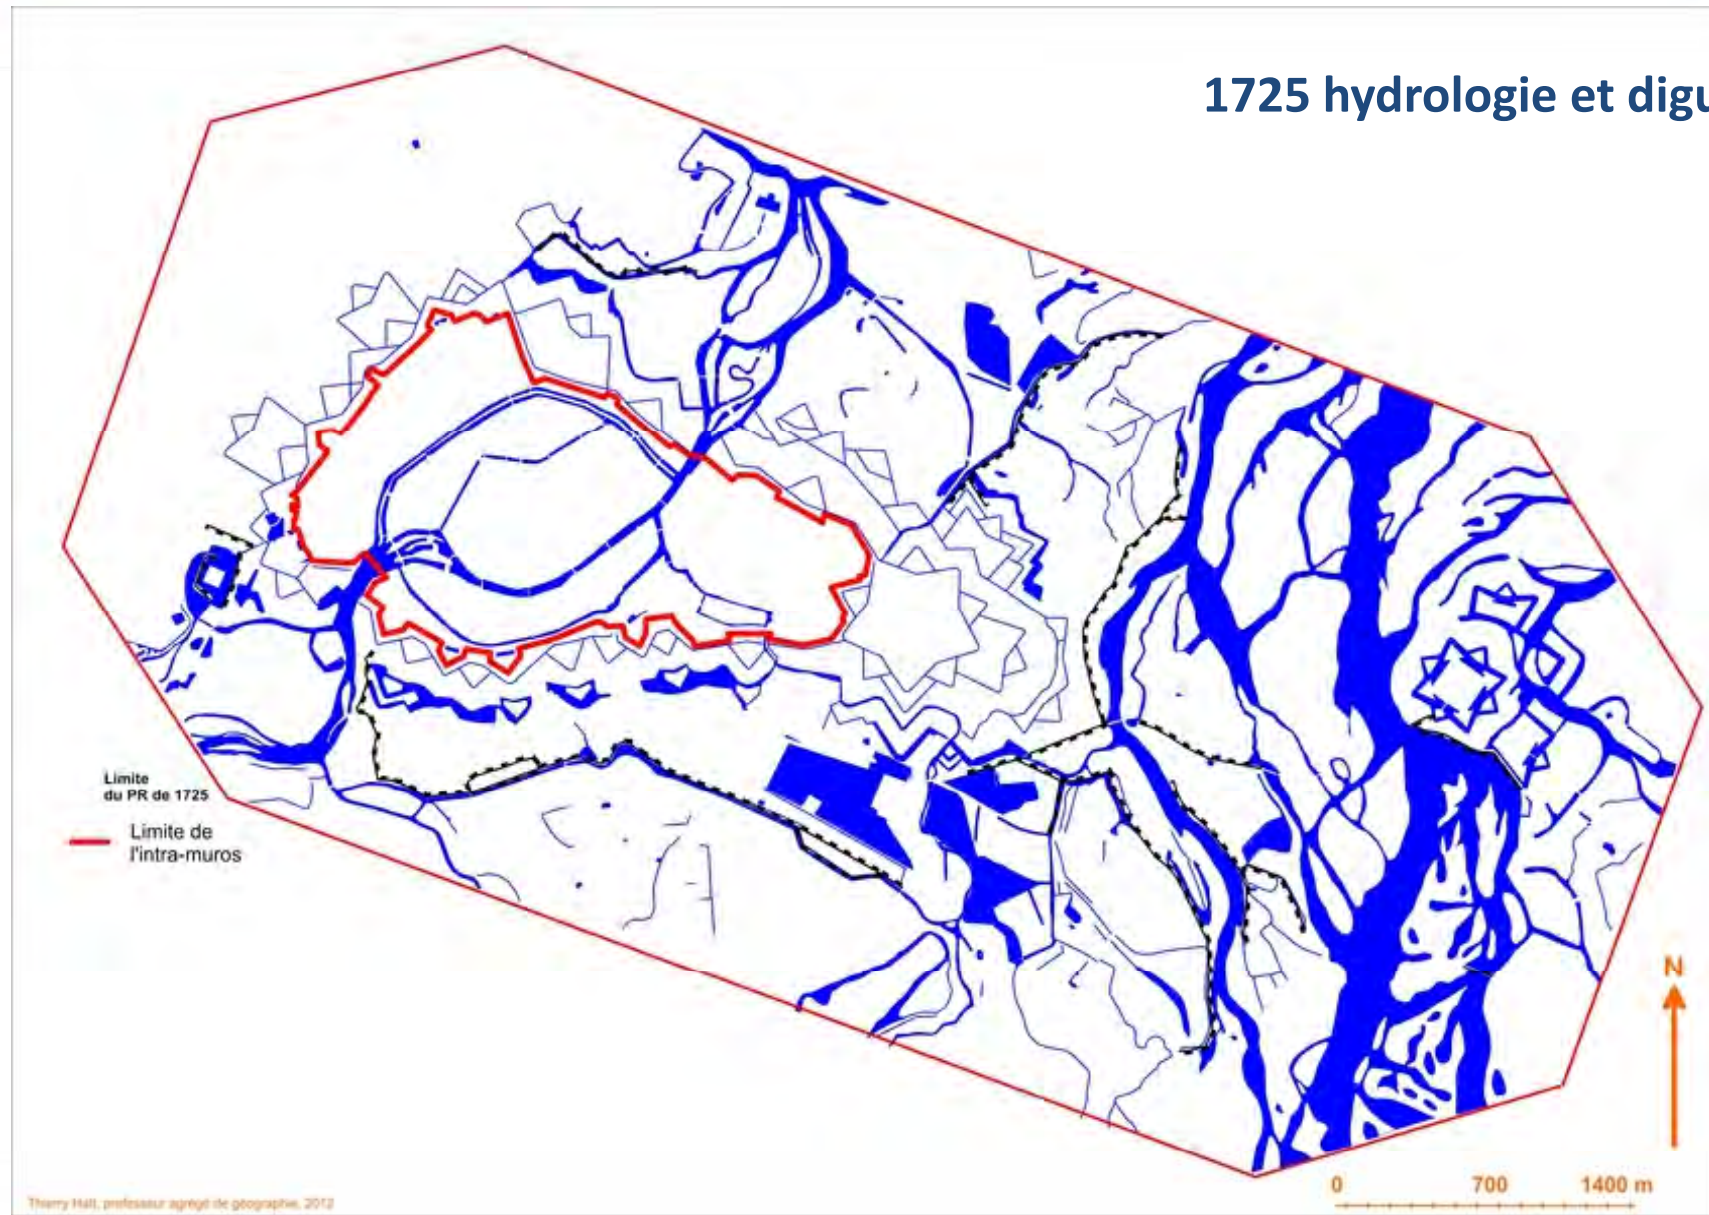 1725 hydrologie et digu
Limite
du PR de 1725
Limite de
l'intra-muros
N
0 700 1400 m
Thierry Hatt, professeur agrégé de géographie, 2012